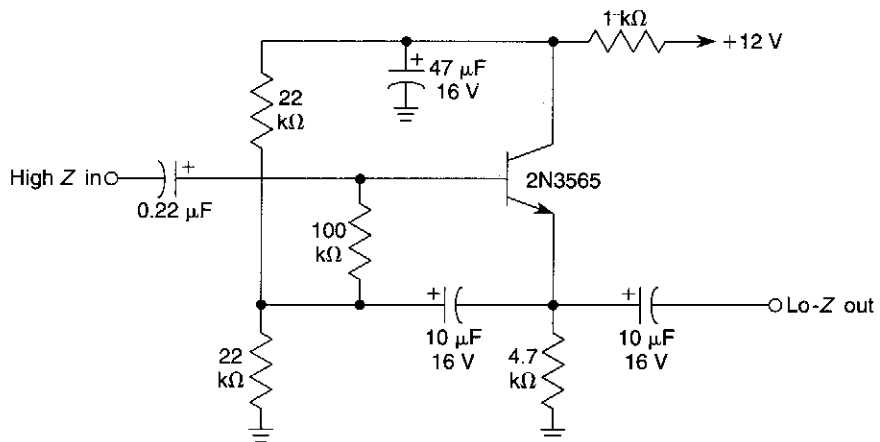 1 kΩ
+12 V
+
47 µF
16 V
22
kΩ
High Z in
+
0.22 µF
2N3565
100
kΩ
+
10 µF
16 V
+
10 µF
16 V
Lo-Z out
22
kΩ
4.7
kΩ